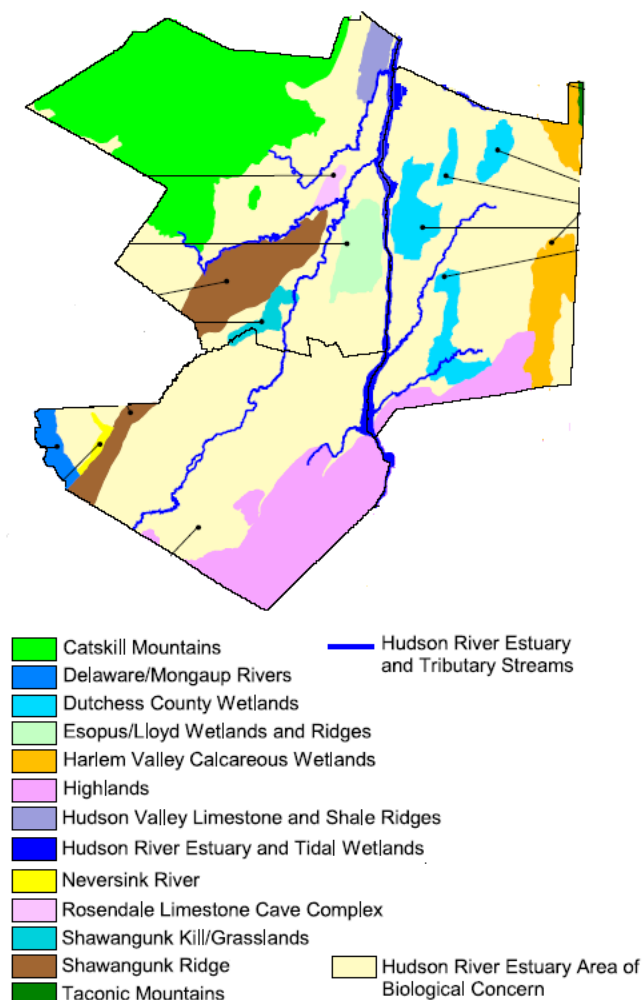 Catskill Mountains
Delaware/Mongaup Rivers
Dutchess County Wetlands
Esopus/Lloyd Wetlands and Ridges
Harlem Valley Calcareous Wetlands
Highlands
Hudson Valley Limestone and Shale Ridges
Hudson River Estuary and Tidal Wetlands
Neversink River
Rosendale Limestone Cave Complex
Shawangunk Kill/Grasslands
Shawangunk Ridge
Taconic Mountains
Hudson River Estuary
and Tributary Streams
Hudson River Estuary Area of
Biological Concern